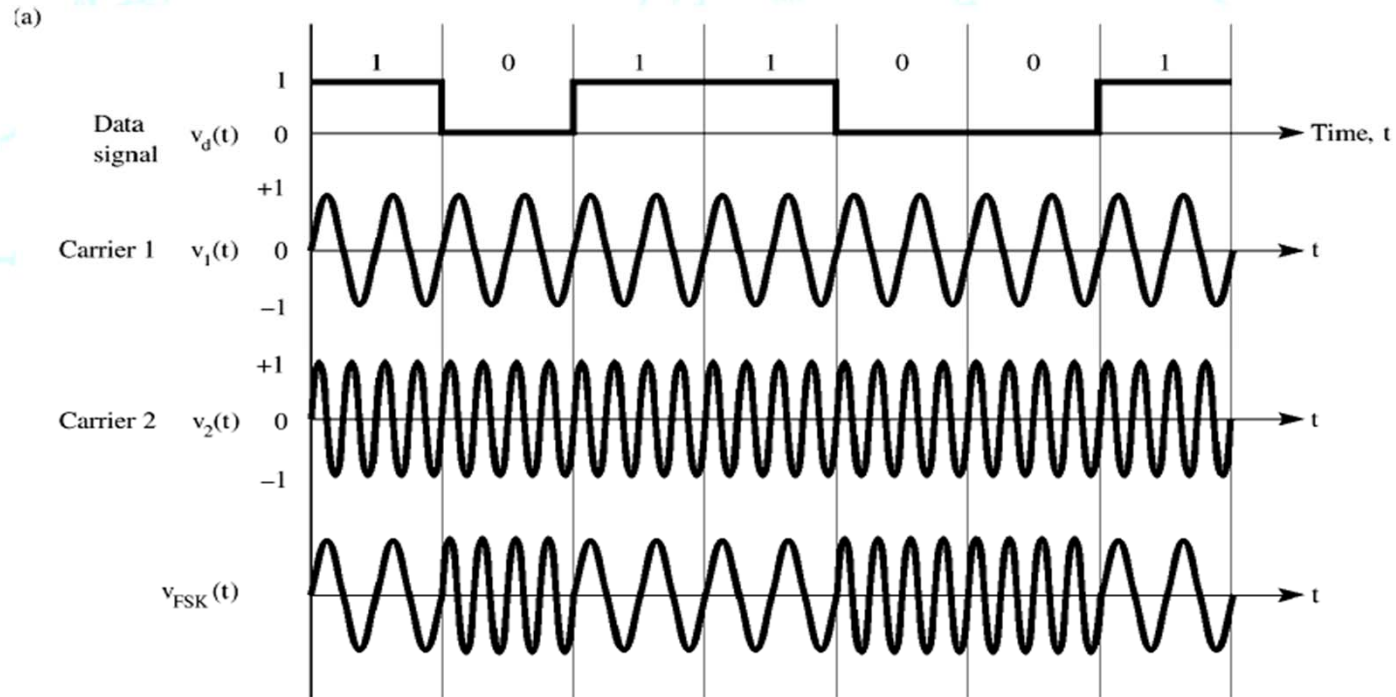 (a)
1 0 1 1 0 0 1
1
Data signal v_d(t) 0 Time, t
+1
Carrier 1 v_1(t) 0 t
–1
+1
Carrier 2 v_2(t) 0 t
–1
v_FSK(t) t